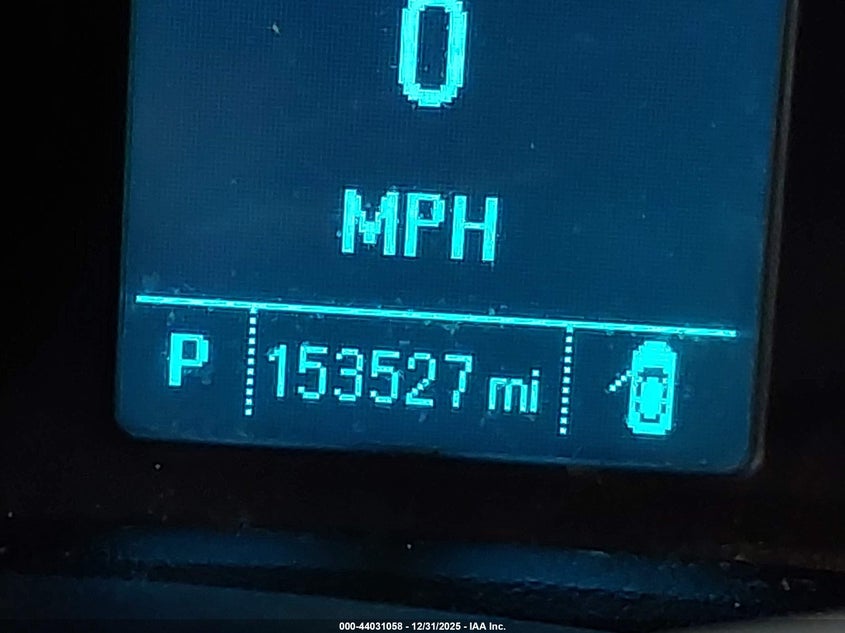 0
MPH
P 153527 mi
000-44031058 - 12/31/2025 - IAA Inc.